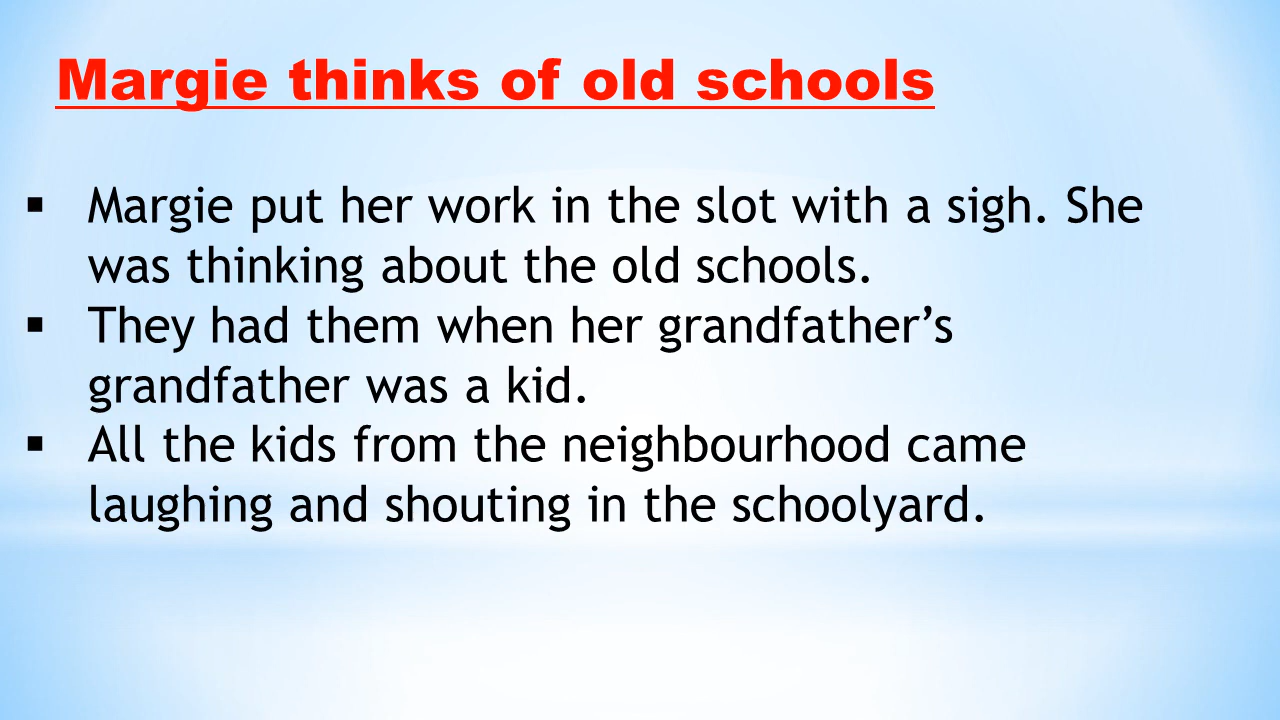 Margie thinks of old schools
▪ Margie put her work in the slot with a sigh. She
was thinking about the old schools.
▪ They had them when her grandfather’s
grandfather was a kid.
▪ All the kids from the neighbourhood came
laughing and shouting in the schoolyard.